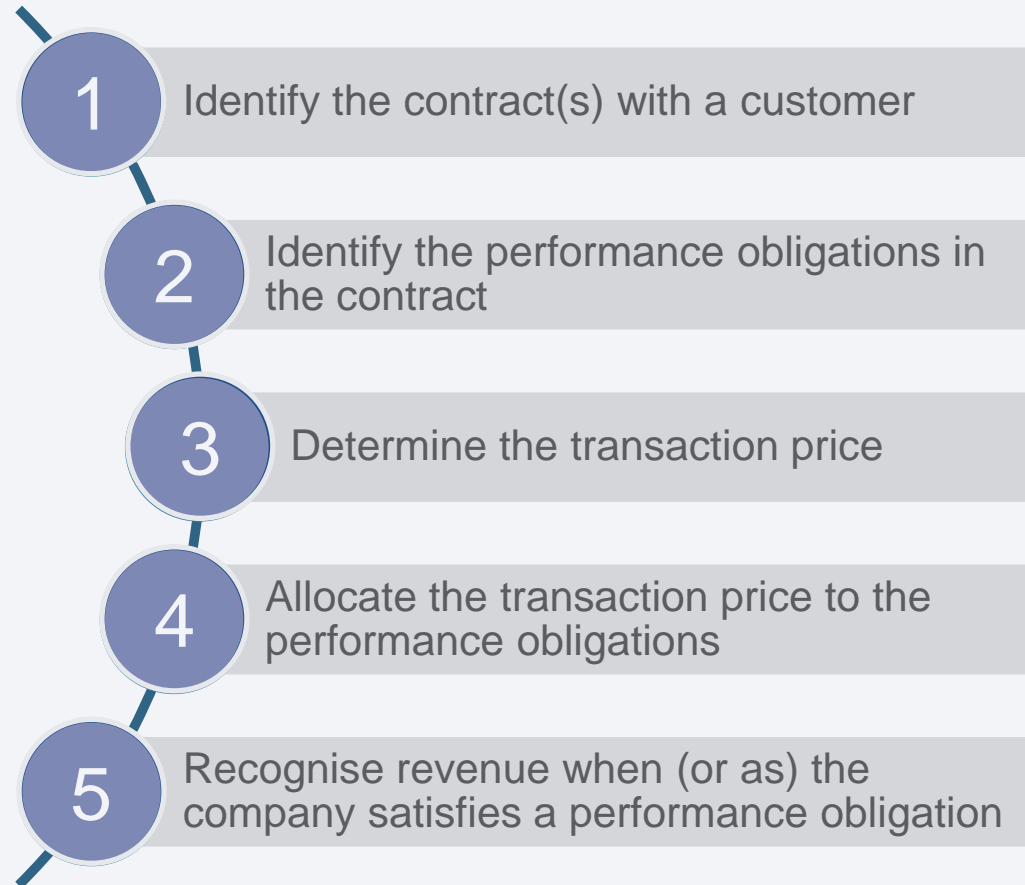 1
Identify the contract(s) with a customer
2
Identify the performance obligations in
the contract
3
Determine the transaction price
4
Allocate the transaction price to the
performance obligations
5
Recognise revenue when (or as) the
company satisfies a performance obligation